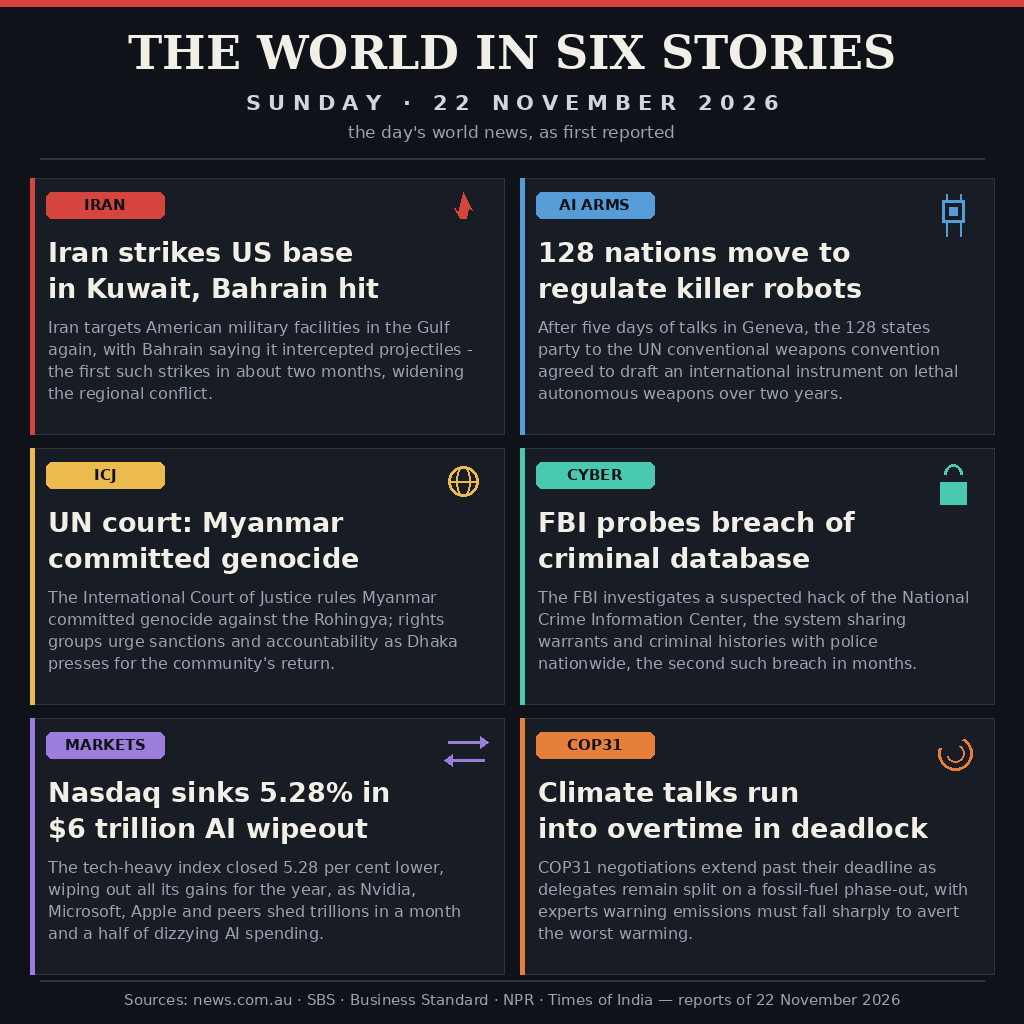 THE WORLD IN SIX STORIES
SUNDAY · 22 NOVEMBER 2026
the day's world news, as first reported
IRAN
Iran strikes US base
in Kuwait, Bahrain hit
Iran targets American military facilities in the Gulf
again, with Bahrain saying it intercepted projectiles -
the first such strikes in about two months, widening
the regional conflict.
AI ARMS
128 nations move to
regulate killer robots
After five days of talks in Geneva, the 128 states
party to the UN conventional weapons convention
agreed to draft an international instrument on lethal
autonomous weapons over two years.
ICJ
UN court: Myanmar
committed genocide
The International Court of Justice rules Myanmar
committed genocide against the Rohingya; rights
groups urge sanctions and accountability as Dhaka
presses for the community's return.
CYBER
FBI probes breach of
criminal database
The FBI investigates a suspected hack of the National
Crime Information Center, the system sharing
warrants and criminal histories with police
nationwide, the second such breach in months.
MARKETS
Nasdaq sinks 5.28% in
$6 trillion AI wipeout
The tech-heavy index closed 5.28 per cent lower,
wiping out all its gains for the year, as Nvidia,
Microsoft, Apple and peers shed trillions in a month
and a half of dizzying AI spending.
COP31
Climate talks run
into overtime in deadlock
COP31 negotiations extend past their deadline as
delegates remain split on a fossil-fuel phase-out, with
experts warning emissions must fall sharply to avert
the worst warming.
Sources: news.com.au · SBS · Business Standard · NPR · Times of India — reports of 22 November 2026